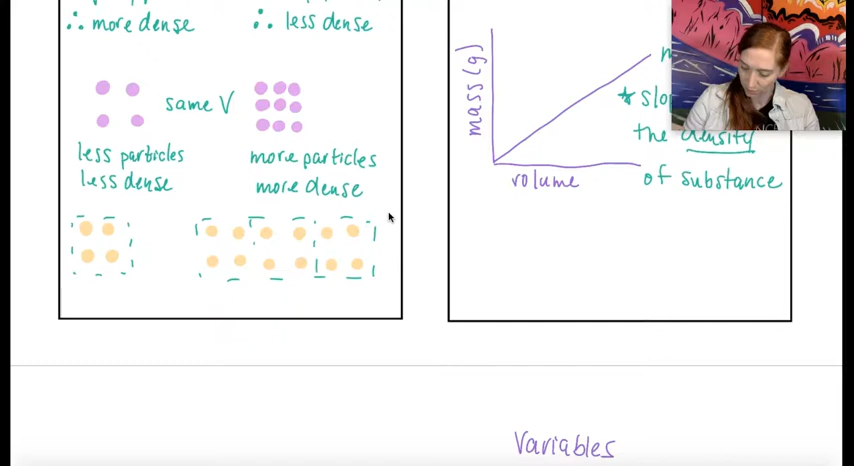 ∴ more dense
∴ less dense
same V
less particles
less dense
more particles
more dense
mass (g)
volume
* slo
the density
of substance
Variables